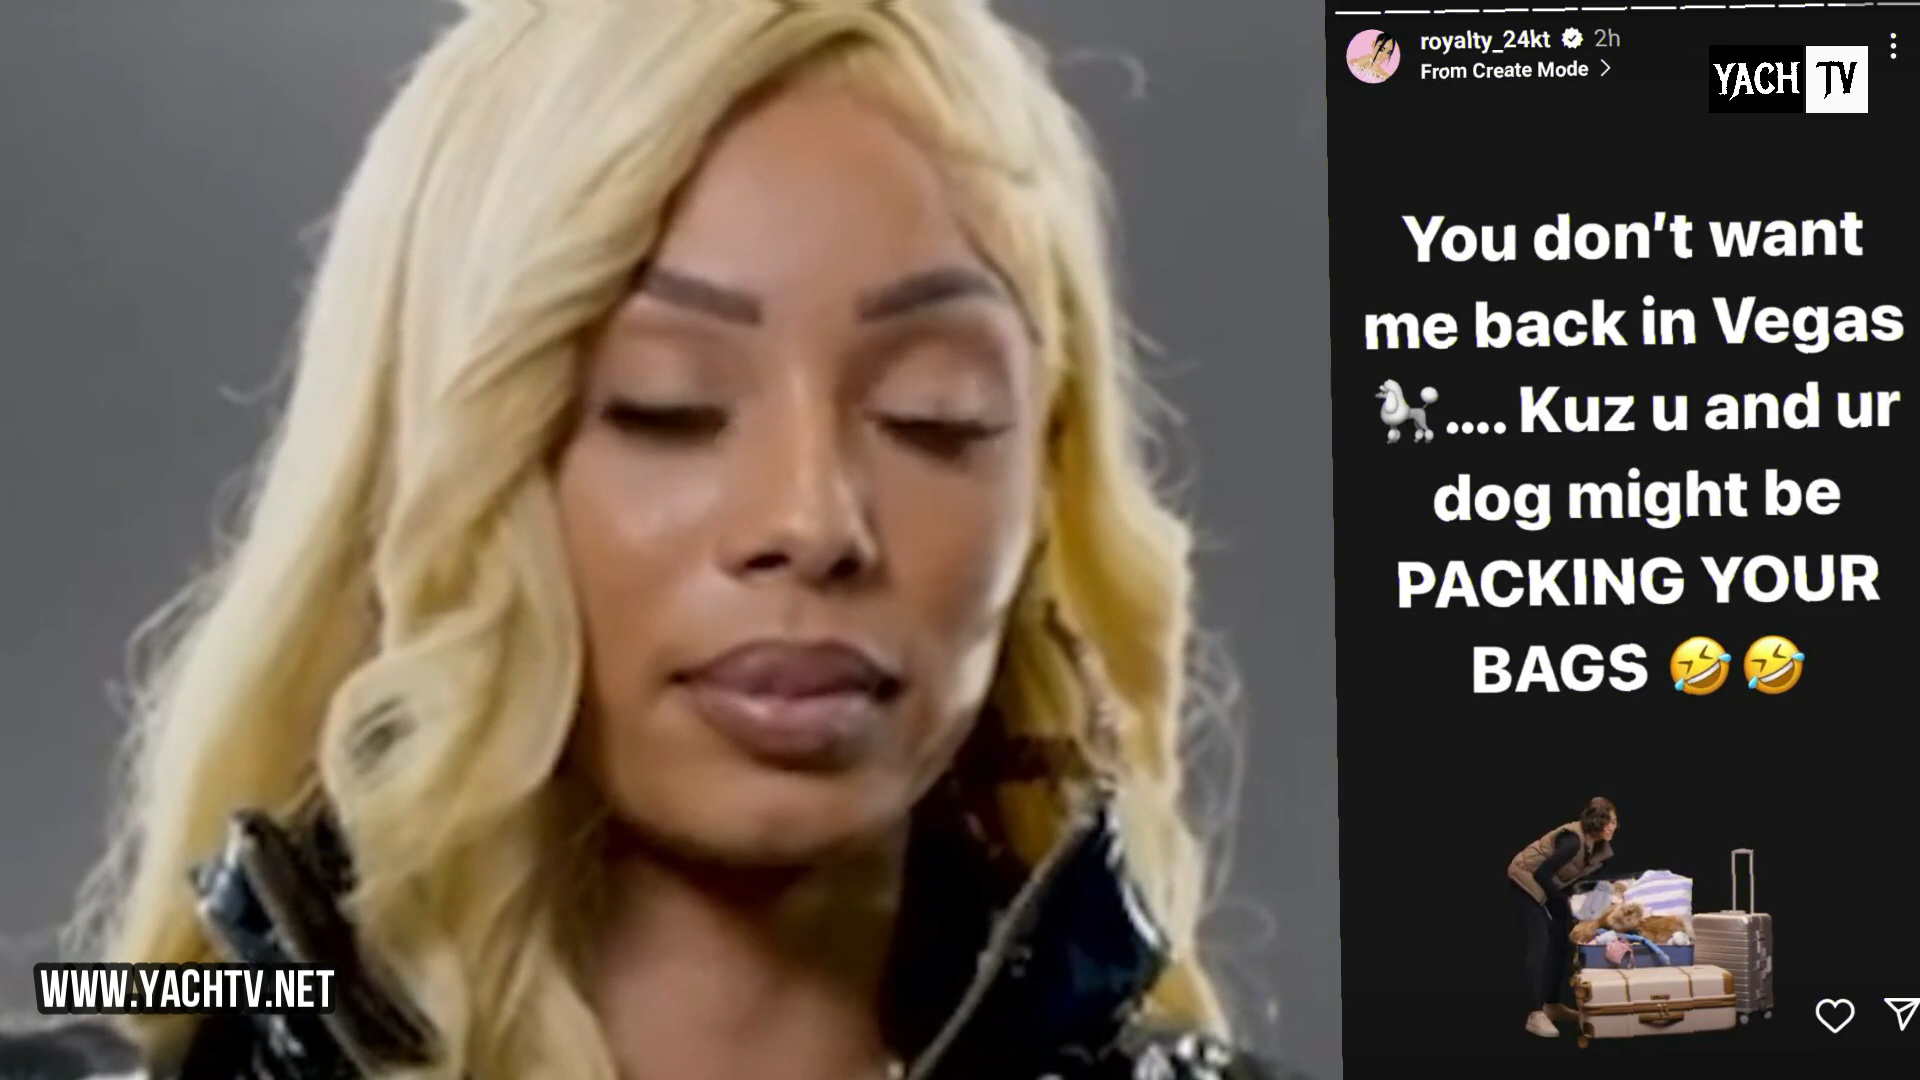 royalty_24kt 2h
From Create Mode
YACH TV
You don't want
me back in Vegas
🐩.... Kuz u and ur
dog might be
PACKING YOUR
BAGS 🤣🤣
WWW.YACHTV.NET